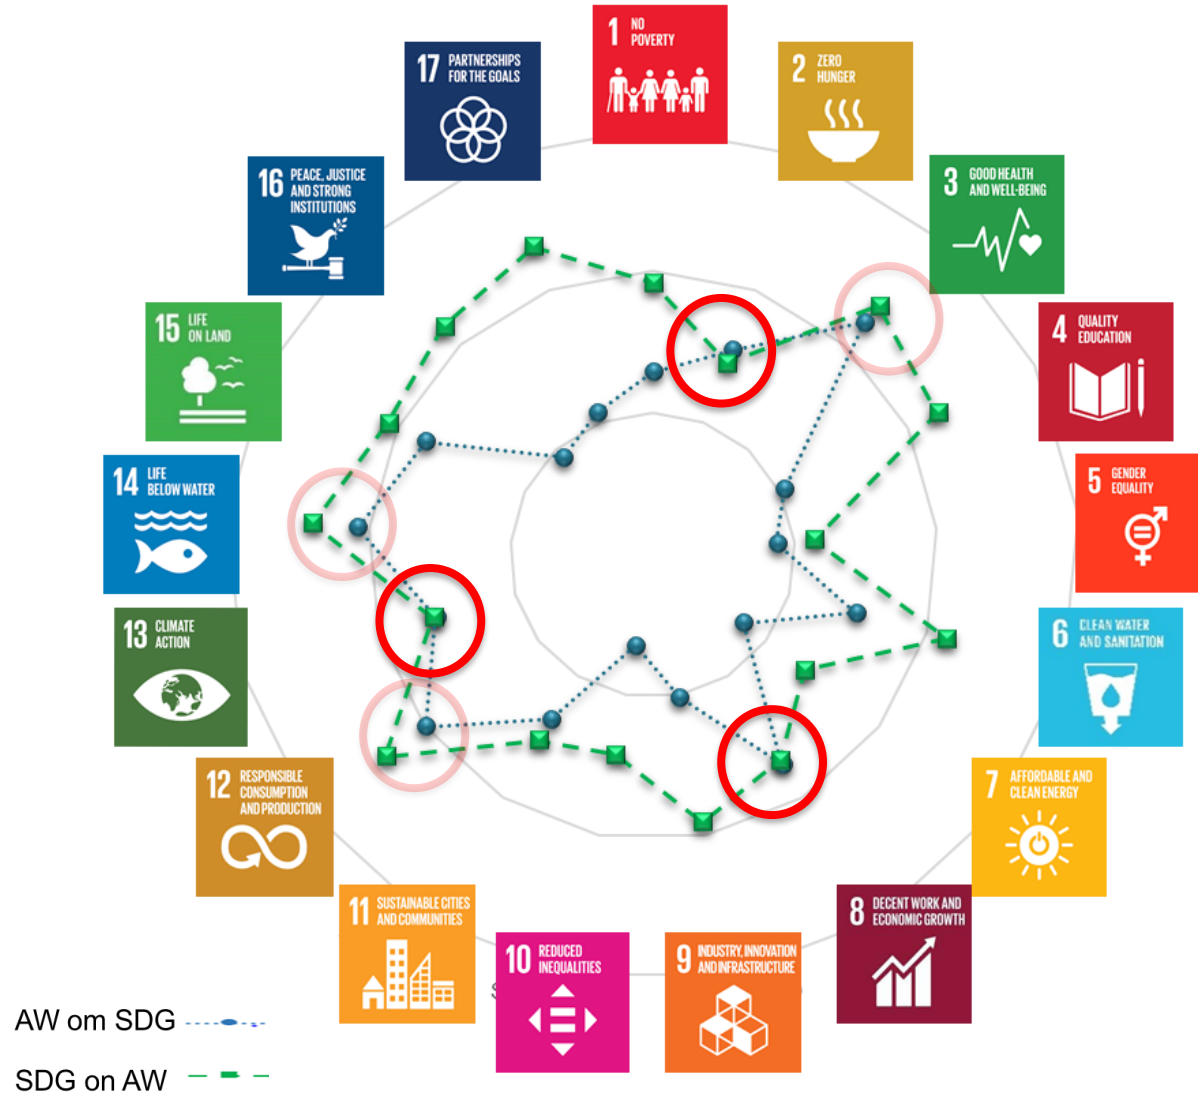 1 NO
POVERTY
2 ZERO
HUNGER
3 GOOD HEALTH
AND WELL-BEING
4 QUALITY
EDUCATION
5 GENDER
EQUALITY
6 CLEAN WATER
AND SANITATION
7 AFFORDABLE AND
CLEAN ENERGY
8 DECENT WORK AND
ECONOMIC GROWTH
9 INDUSTRY, INNOVATION
AND INFRASTRUCTURE
10 REDUCED
INEQUALITIES
11 SUSTAINABLE CITIES
AND COMMUNITIES
12 RESPONSIBLE
CONSUMPTION
AND PRODUCTION
13 CLIMATE
ACTION
14 LIFE
BELOW WATER
15 LIFE
ON LAND
16 PEACE, JUSTICE
AND STRONG
INSTITUTIONS
17 PARTNERSHIPS
FOR THE GOALS
AW om SDG
SDG on AW